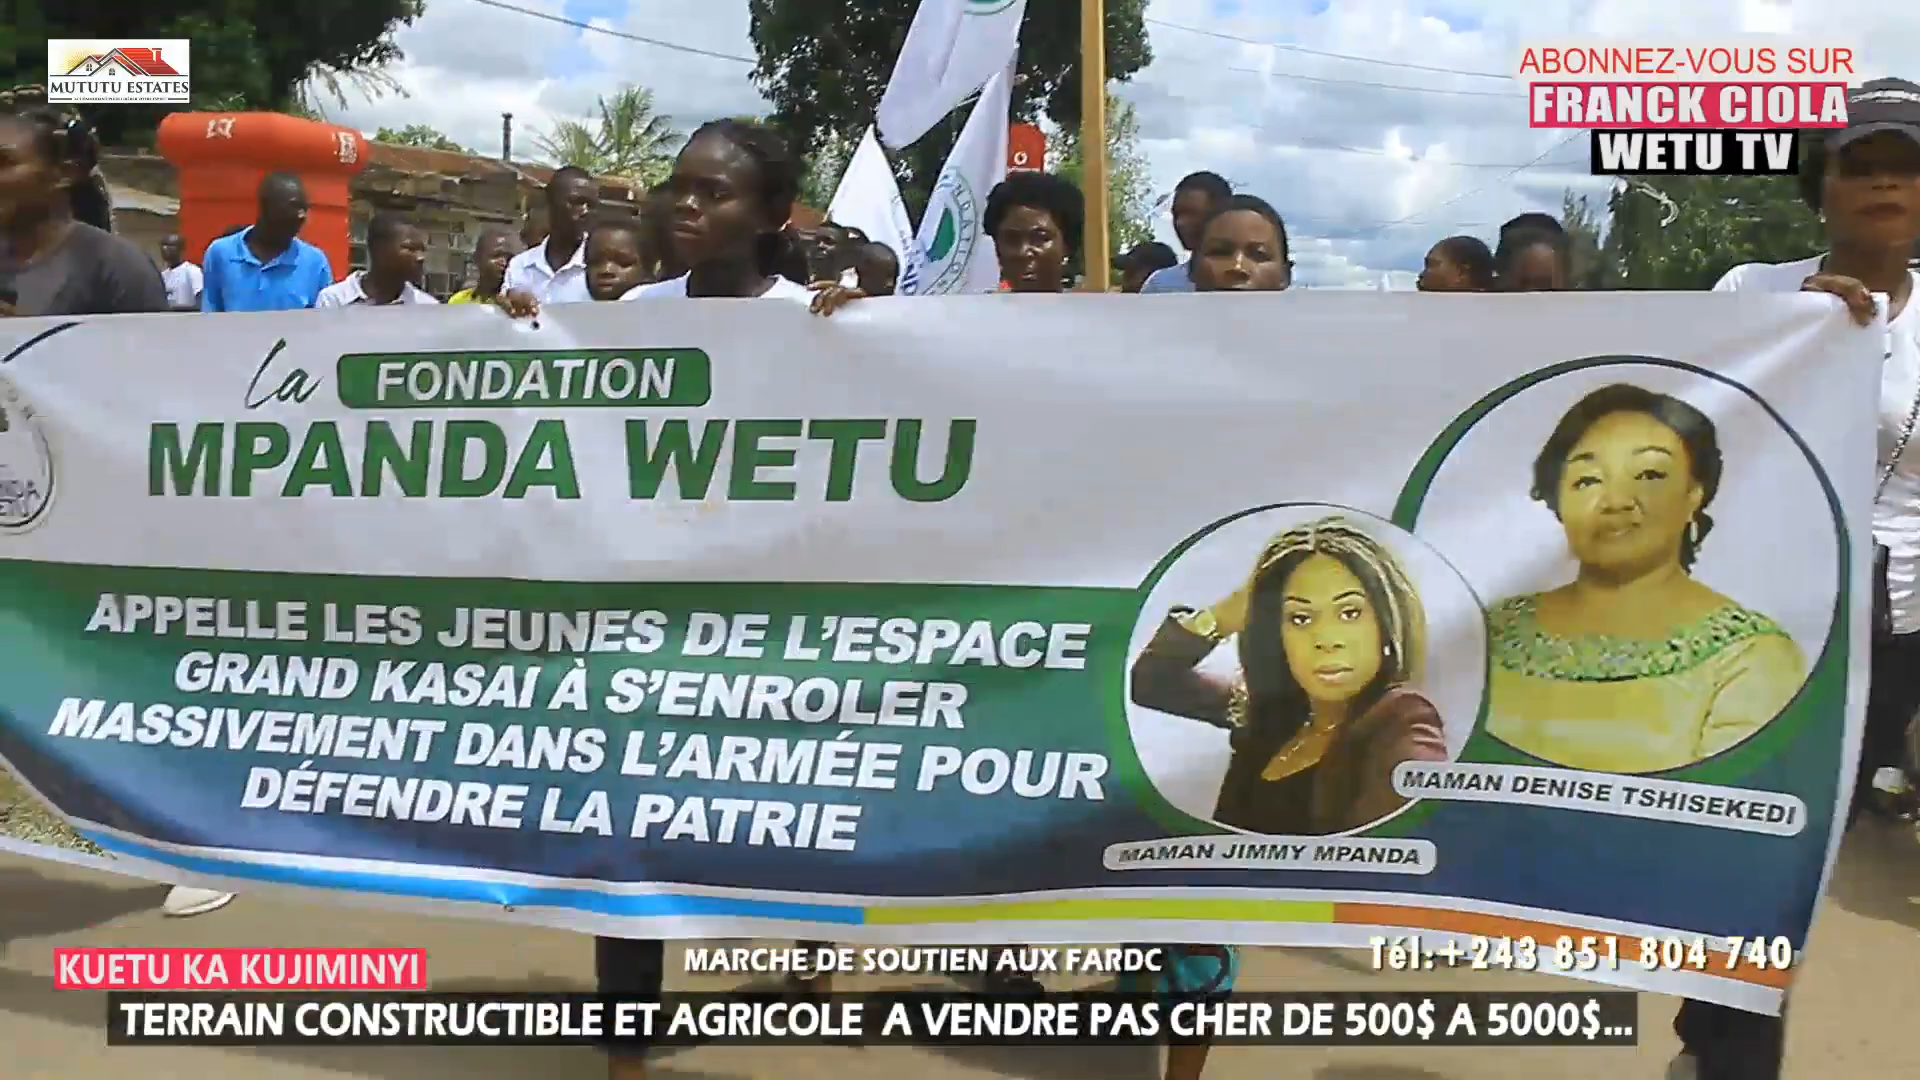 MUTUTU ESTATES
ABONNEZ-VOUS SUR
FRANCK CIOLA
WETU TV
La FONDATION
MPANDA WETU
APPELLE LES JEUNES DE L'ESPACE
GRAND KASAI À S'ENROLER
MASSIVEMENT DANS L'ARMÉE POUR
DÉFENDRE LA PATRIE
MAMAN DENISE TSHISEKEDI
MAMAN JIMMY MPANDA
KUETU KA KUJIMINYI
MARCHE DE SOUTIEN AUX FARDC
Tél:+243 851 804 740
TERRAIN CONSTRUCTIBLE ET AGRICOLE A VENDRE PAS CHER DE 500$ A 5000$...